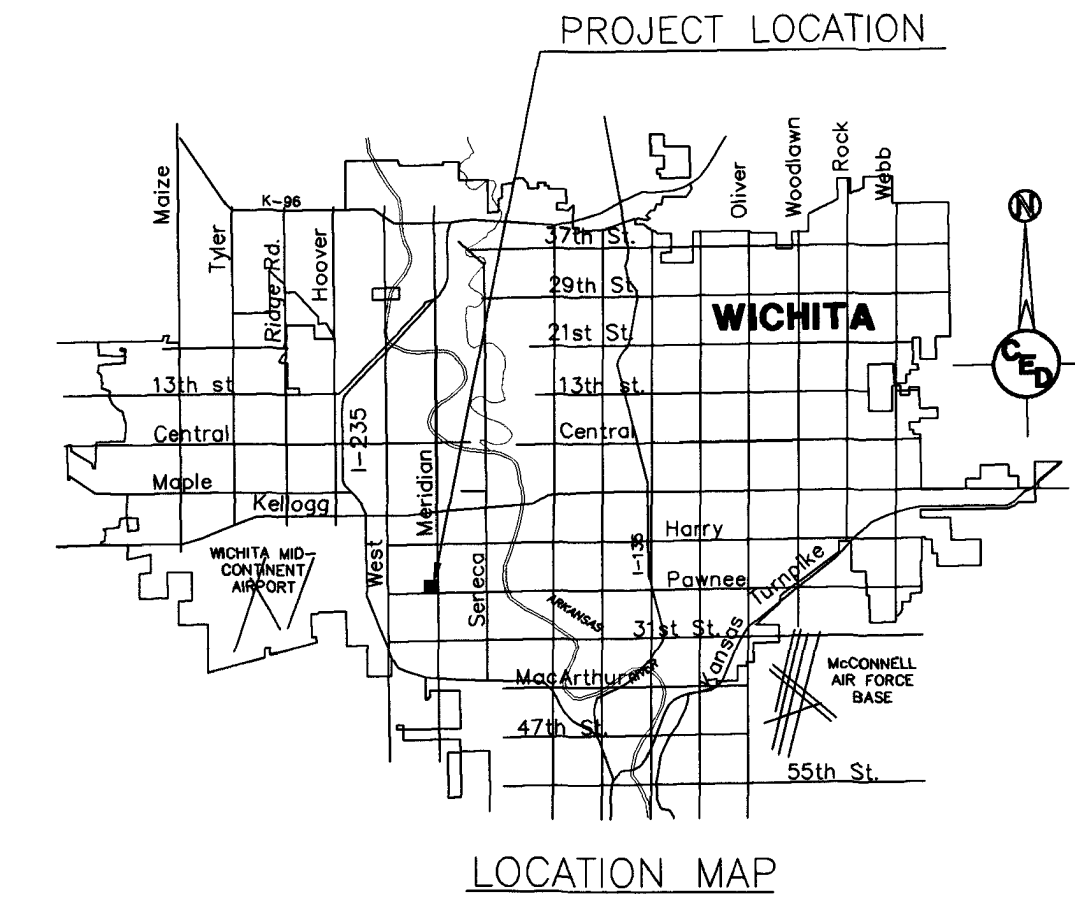 PROJECT LOCATION
Maize
Tyler
Ridge Rd.
Hoover
K-96
Oliver
Woodlawn
Rock
Webb
N
37th St.
29th St
21st St.
WICHITA
CED
13th st
13th st.
Central
Central
I-235
Maple
Kellogg
Meridian
Harry
I-135
West
WICHITA MID-
CONTINENT
AIRPORT
Seneca
Pawnee
Kansas Turnpike
ARKANSAS
RIVER
31st St.
MacArthur
McCONNELL
AIR FORCE
BASE
47th St.
55th St.
LOCATION MAP